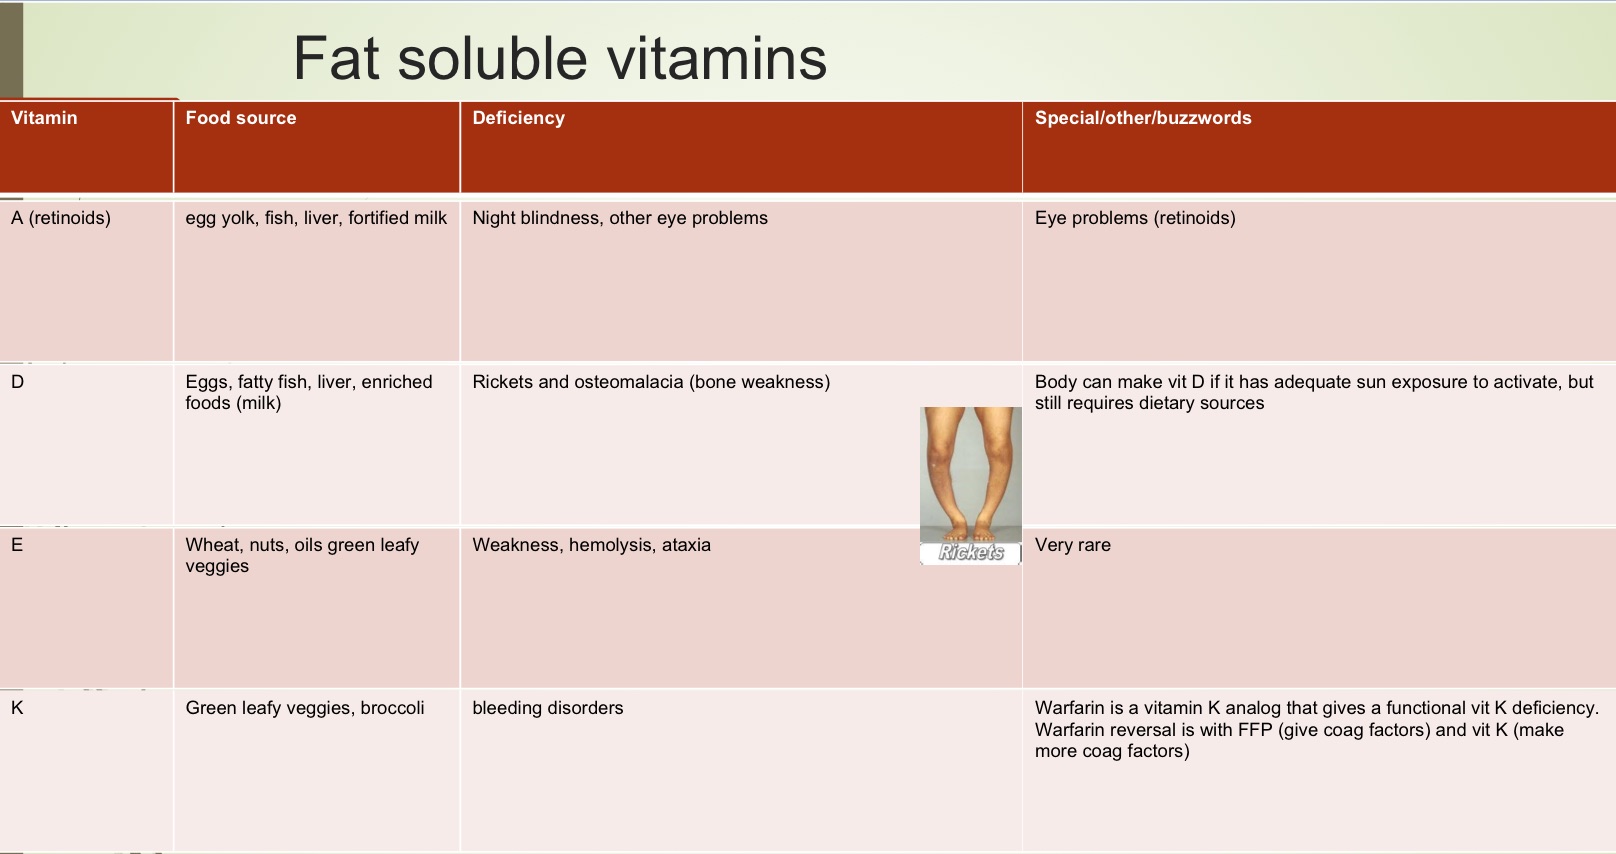 Fat soluble vitamins
Vitamin
Food source
Deficiency
Special/other/buzzwords
A (retinoids)
egg yolk, fish, liver, fortified milk
Night blindness, other eye problems
Eye problems (retinoids)
D
Eggs, fatty fish, liver, enriched
foods (milk)
Rickets and osteomalacia (bone weakness)
Rickets
Body can make vit D if it has adequate sun exposure to activate, but
still requires dietary sources
E
Wheat, nuts, oils green leafy
veggies
Weakness, hemolysis, ataxia
Very rare
K
Green leafy veggies, broccoli
bleeding disorders
Warfarin is a vitamin K analog that gives a functional vit K deficiency.
Warfarin reversal is with FFP (give coag factors) and vit K (make
more coag factors)